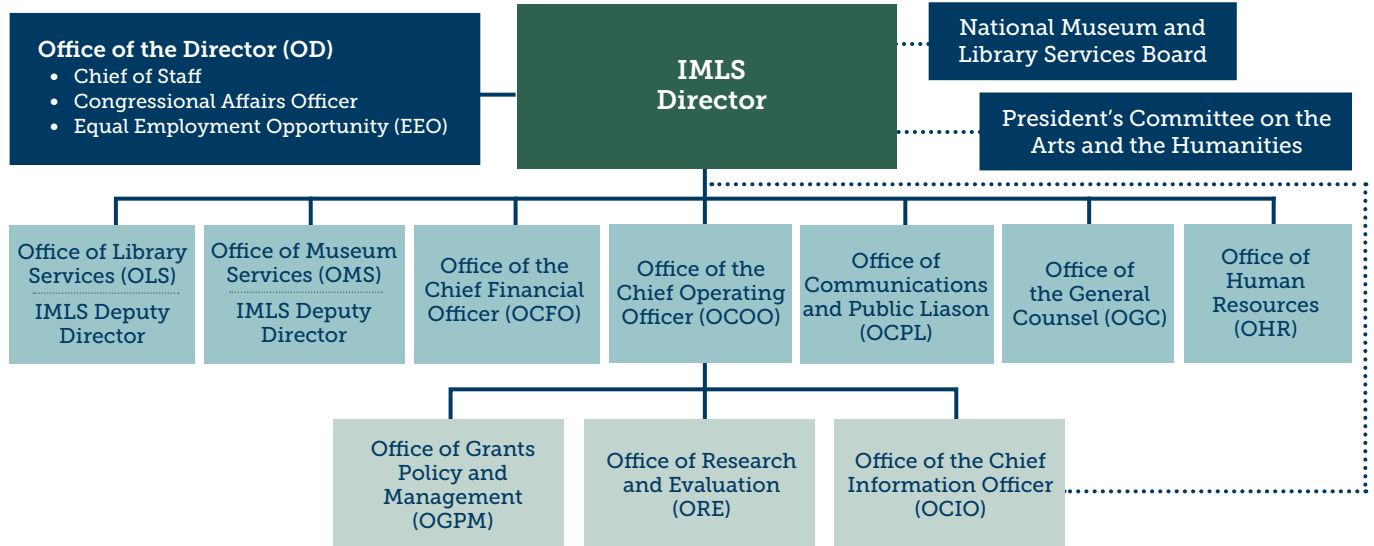 Office of the Director (OD)
• Chief of Staff
• Congressional Affairs Officer
• Equal Employment Opportunity (EEO)
IMLS
Director
National Museum and
Library Services Board
President's Committee on the
Arts and the Humanities
Office of Library
Services (OLS)
IMLS Deputy
Director
Office of Museum
Services (OMS)
IMLS Deputy
Director
Office of the
Chief Financial
Officer (OCFO)
Office of the
Chief Operating
Officer (OCOO)
Office of
Communications
and Public Liason
(OCPL)
Office of
the General
Counsel (OGC)
Office of
Human
Resources
(OHR)
Office of Grants
Policy and
Management
(OGPM)
Office of Research
and Evaluation
(ORE)
Office of the Chief
Information Officer
(OCIO)